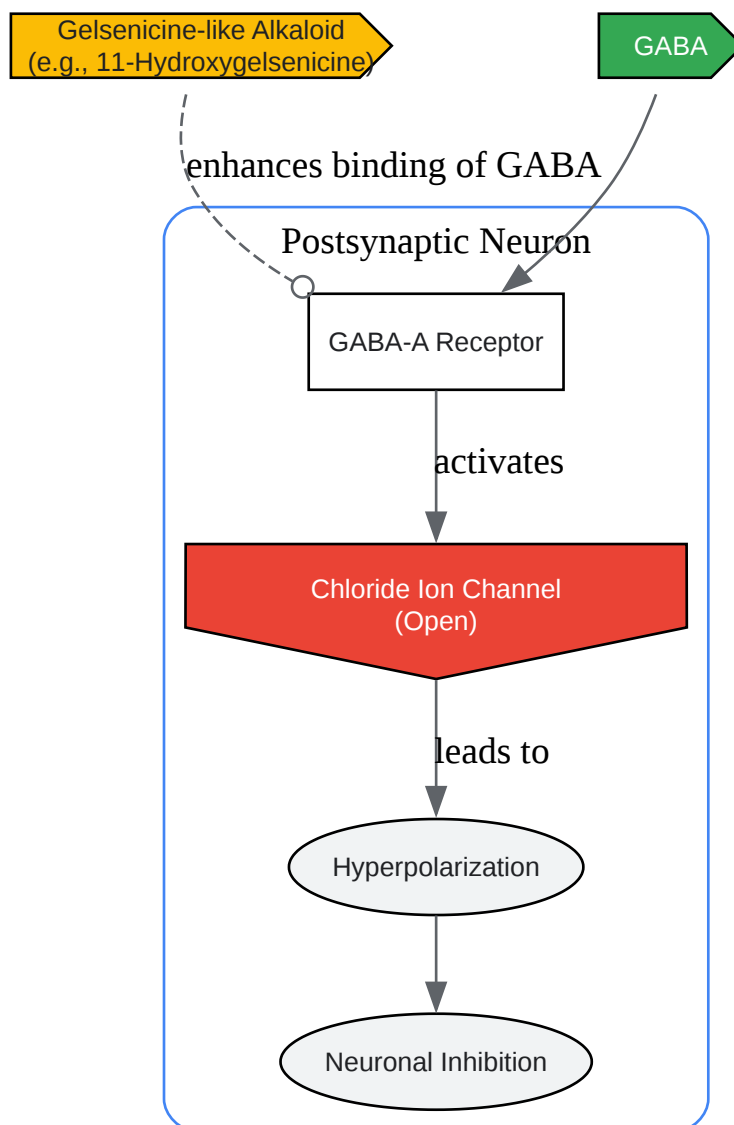 Gelsenicine-like Alkaloid
(e.g., 11-Hydroxygelsenicine)
GABA
enhances binding of GABA
Postsynaptic Neuron
GABA-A Receptor
activates
Chloride Ion Channel
(Open)
leads to
Hyperpolarization
Neuronal Inhibition